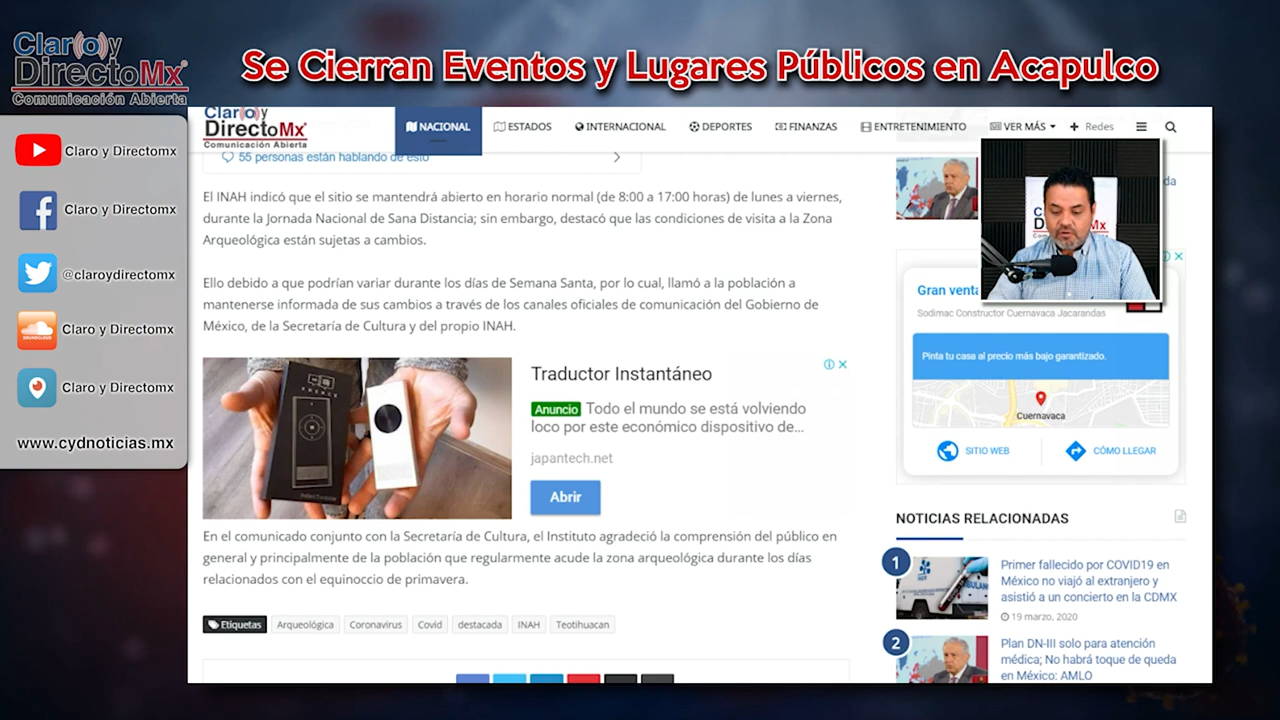 Claro y
DirectoMx
Comunicación Abierta
Se Cierran Eventos y Lugares Públicos en Acapulco
Claro y Directomx
Claro y Directomx
@claroydirectomx
SOUNDCLOUD
Claro y Directomx
Claro y Directomx
www.cydnoticias.mx
Claro y
DirectoMx
Comunicación Abierta
NACIONAL
ESTADOS
INTERNACIONAL
DEPORTES
FINANZAS
ENTRETENIMIENTO
VER MÁS
Redes
55 personas están hablando de esto
El INAH indicó que el sitio se mantendrá abierto en horario normal (de 8:00 a 17:00 horas) de lunes a viernes,
durante la Jornada Nacional de Sana Distancia; sin embargo, destacó que las condiciones de visita a la Zona
Arqueológica están sujetas a cambios.
Ello debido a que podrían variar durante los días de Semana Santa, por lo cual, llamó a la población a
mantenerse informada de sus cambios a través de los canales oficiales de comunicación del Gobierno de
México, de la Secretaría de Cultura y del propio INAH.
Traductor Instantáneo
Anuncio Todo el mundo se está volviendo
loco por este económico dispositivo de...
japantech.net
Abrir
En el comunicado conjunto con la Secretaría de Cultura, el Instituto agradeció la comprensión del público en
general y principalmente de la población que regularmente acude la zona arqueológica durante los días
relacionados con el equinoccio de primavera.
Etiquetas
Arqueológica
Coronavirus
Covid
destacada
INAH
Teotihuacan
Gran venta
Sodimac Constructor Cuernavaca Jacarandas
Pinta tu casa al precio más bajo garantizado.
Cuernavaca
SITIO WEB
CÓMO LLEGAR
NOTICIAS RELACIONADAS
1
Primer fallecido por COVID19 en
México no viajó al extranjero y
asistió a un concierto en la CDMX
19 marzo, 2020
2
Plan DN-III solo para atención
médica; No habrá toque de queda
en México: AMLO